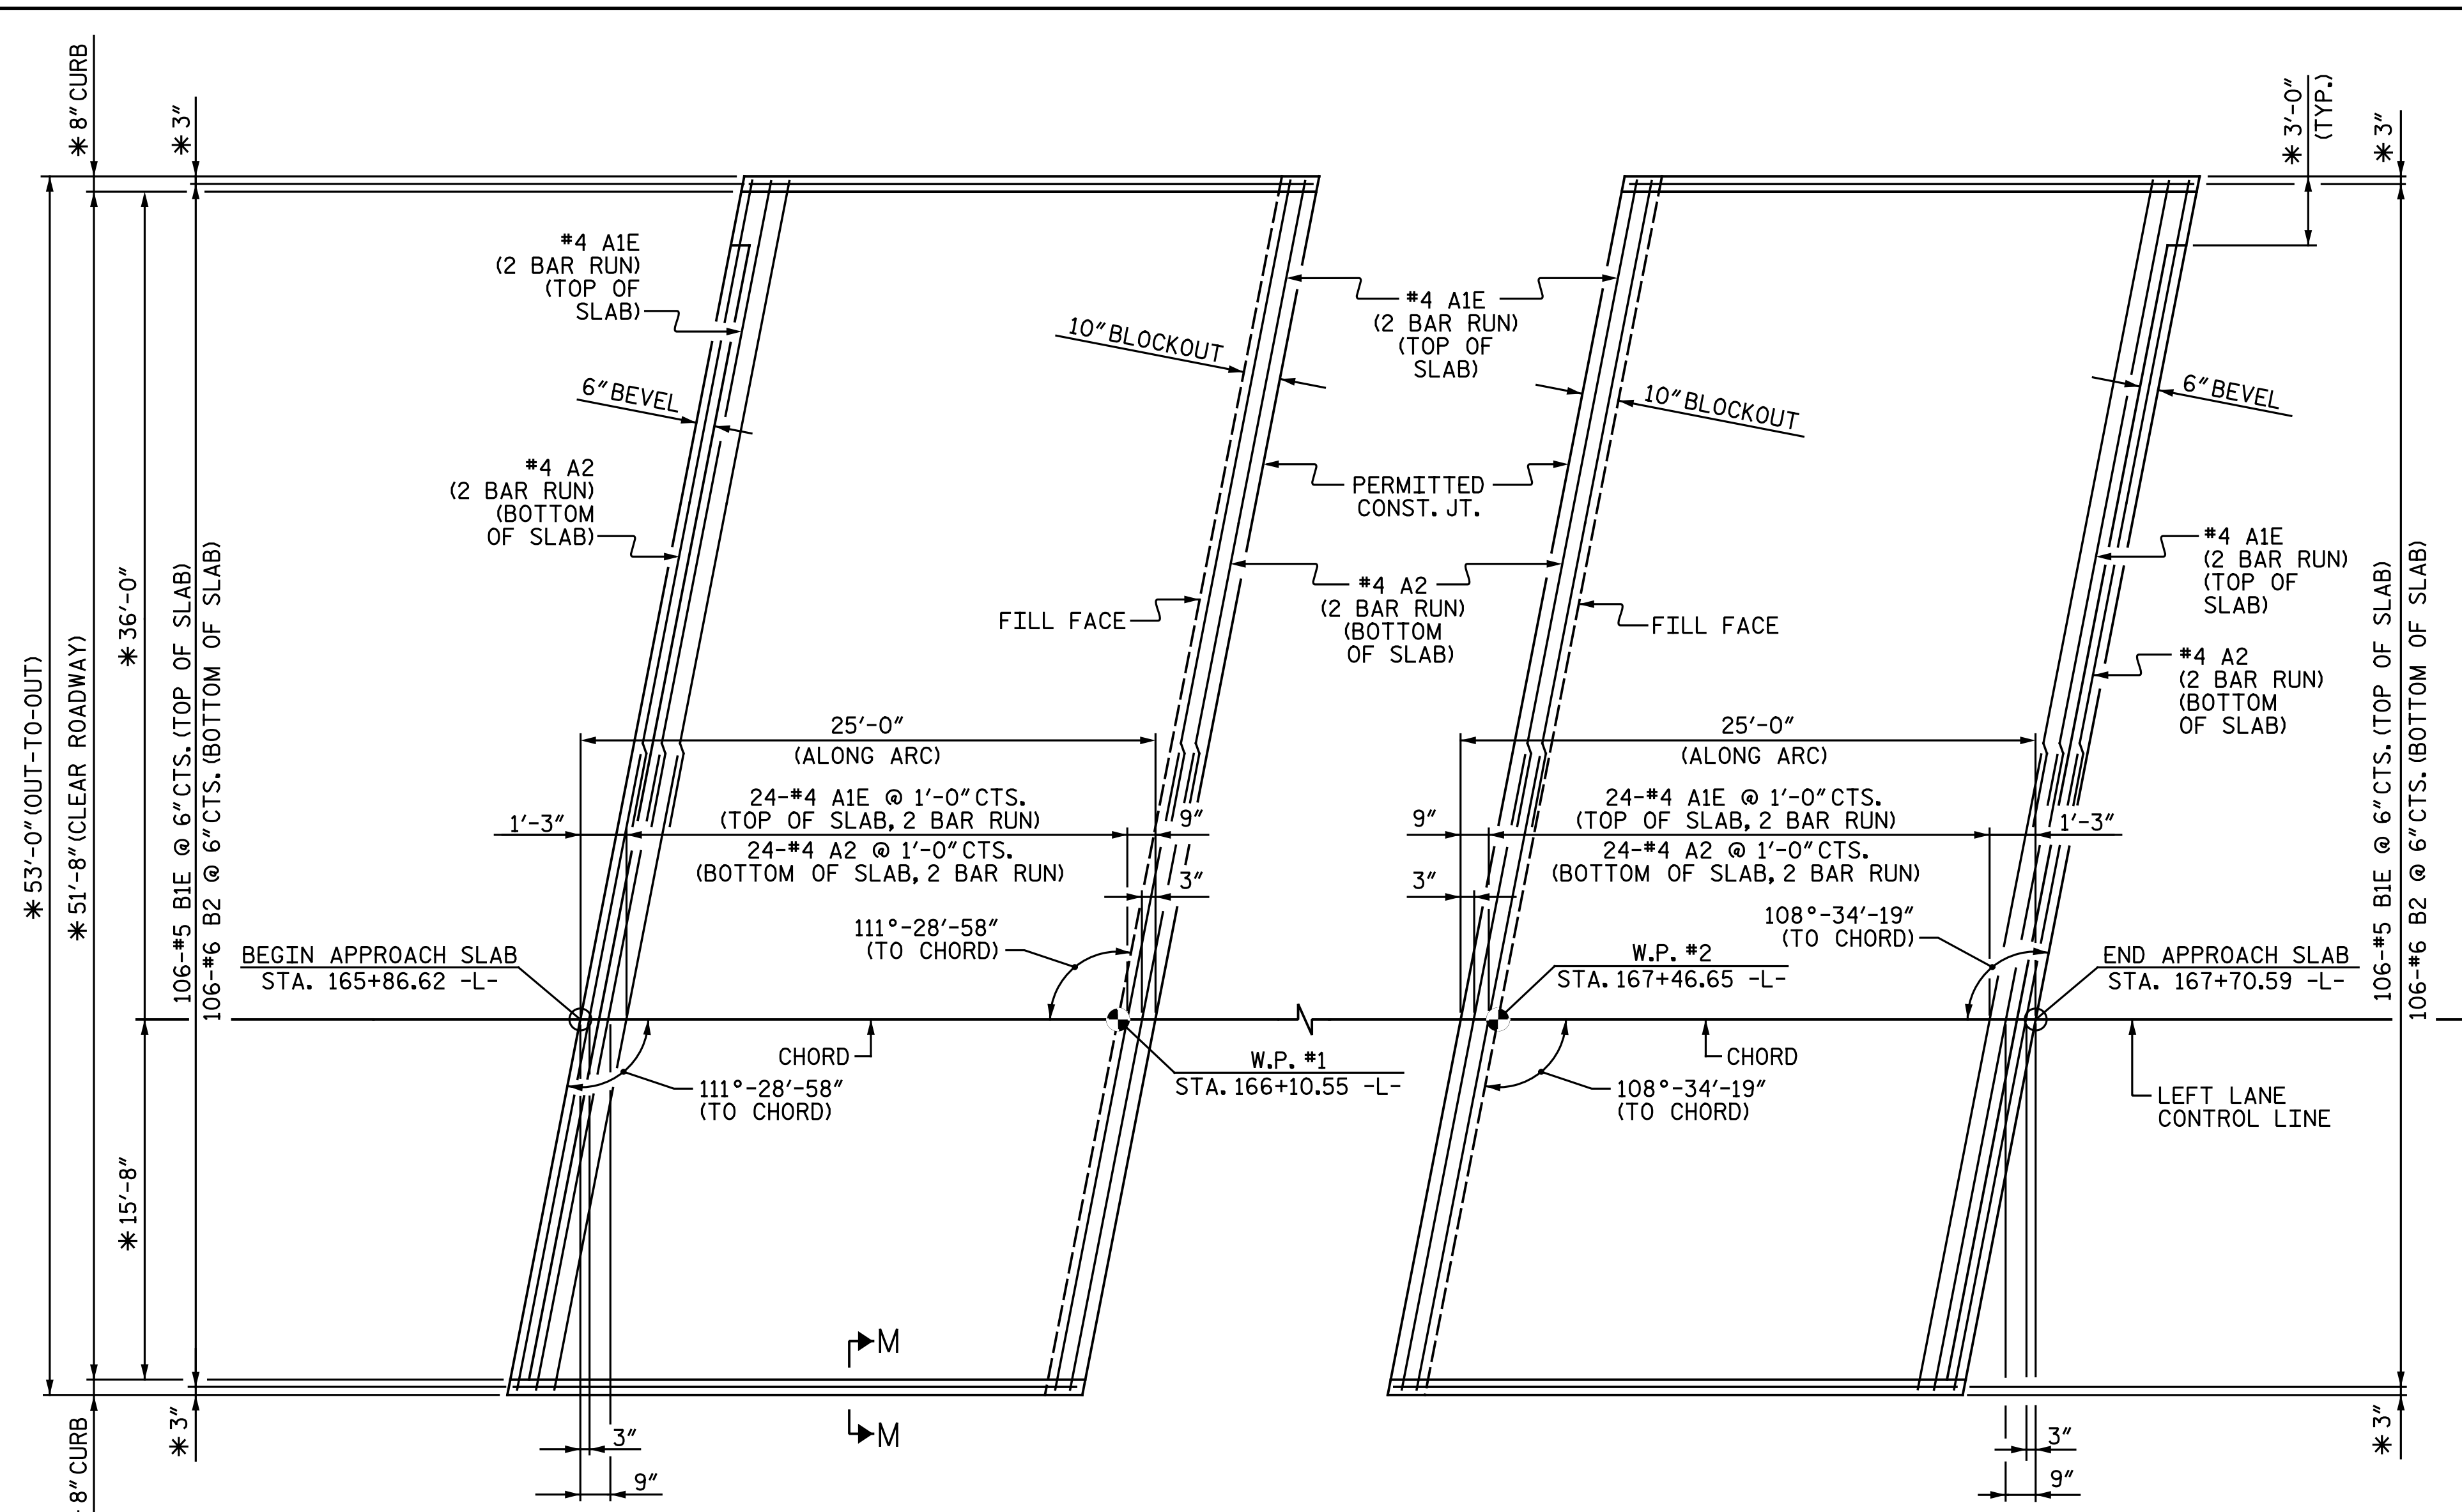 ✳ 8″ CURB
✳ 3″
✳ 3′-0″
(TYP.)
✳ 3″
#4 A1E
(2 BAR RUN)
(TOP OF
SLAB)
#4 A1E
(2 BAR RUN)
(TOP OF
SLAB)
10″ BLOCKOUT
6″ BEVEL
10″ BLOCKOUT
6″ BEVEL
#4 A2
(2 BAR RUN)
(BOTTOM
OF SLAB)
PERMITTED
CONST. JT.
#4 A1E
(2 BAR RUN)
(TOP OF
SLAB)
#4 A2
(2 BAR RUN)
(BOTTOM
OF SLAB)
FILL FACE
FILL FACE
#4 A2
(2 BAR RUN)
(BOTTOM
OF SLAB)
✳ 53′-0″ (OUT-TO-OUT)
✳ 51′-8″ (CLEAR ROADWAY)
✳ 36′-0″
106-#5 B1E @ 6″ CTS. (TOP OF SLAB)
106-#6 B2 @ 6″ CTS. (BOTTOM OF SLAB)
106-#5 B1E @ 6″ CTS. (TOP OF SLAB)
106-#6 B2 @ 6″ CTS. (BOTTOM OF SLAB)
25′-0″
(ALONG ARC)
25′-0″
(ALONG ARC)
1′-3″
24-#4 A1E @ 1′-0″ CTS.
(TOP OF SLAB, 2 BAR RUN)
24-#4 A2 @ 1′-0″ CTS.
(BOTTOM OF SLAB, 2 BAR RUN)
9″
3″
9″
3″
24-#4 A1E @ 1′-0″ CTS.
(TOP OF SLAB, 2 BAR RUN)
24-#4 A2 @ 1′-0″ CTS.
(BOTTOM OF SLAB, 2 BAR RUN)
1′-3″
111°-28′-58″
(TO CHORD)
108°-34′-19″
(TO CHORD)
BEGIN APPROACH SLAB
STA. 165+86.62 -L-
W.P. #2
STA. 167+46.65 -L-
END APPROACH SLAB
STA. 167+70.59 -L-
CHORD
W.P. #1
STA. 166+10.55 -L-
CHORD
111°-28′-58″
(TO CHORD)
108°-34′-19″
(TO CHORD)
LEFT LANE
CONTROL LINE
✳ 15′-8″
M
M
✳ 3″
8″ CURB
3″
9″
3″
9″
✳ 3″